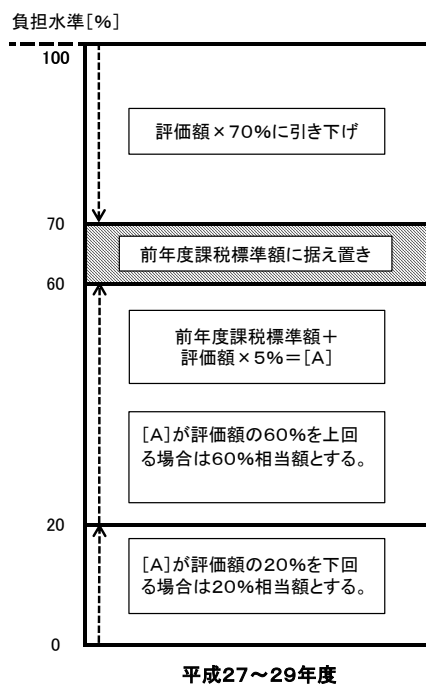 負担水準[%]
100
評価額×70%に引き下げ
70
前年度課税標準額に据え置き
60
前年度課税標準額＋
評価額×5%＝[A]
[A]が評価額の60%を上回
る場合は60%相当額とする。
20
[A]が評価額の20%を下回
る場合は20%相当額とする。
0
平成27～29年度